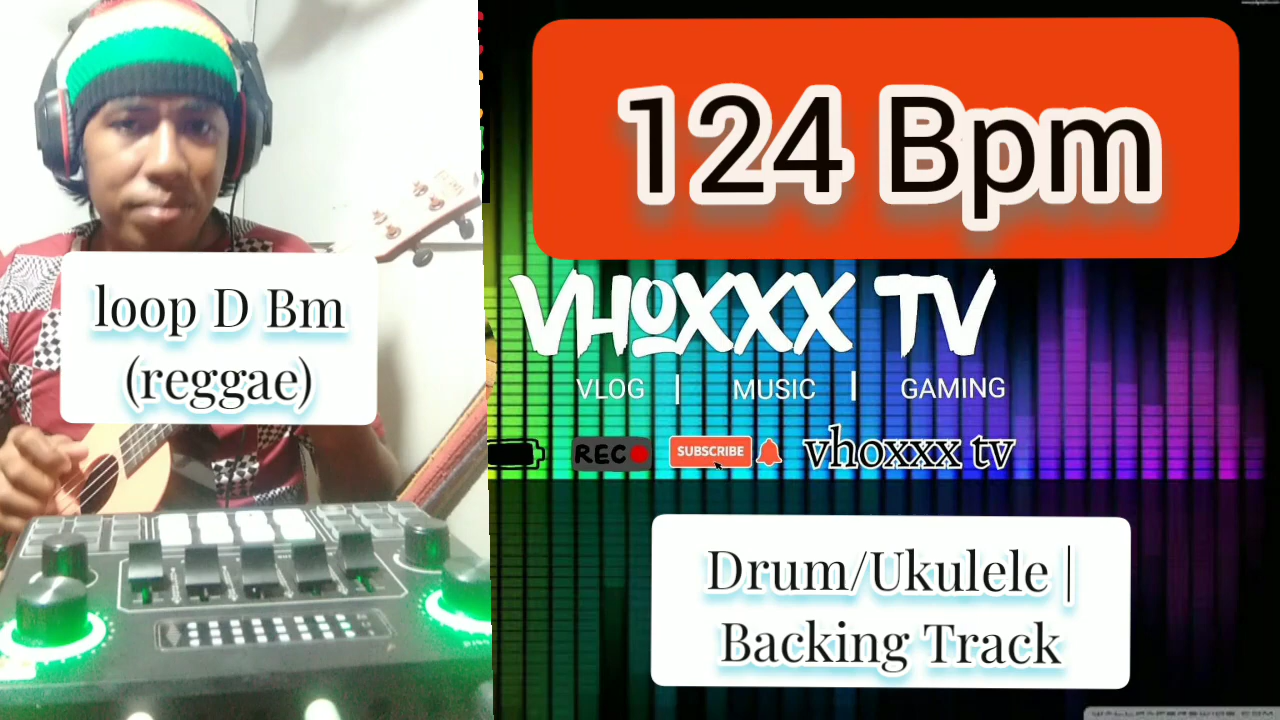 124 Bpm
loop D Bm
(reggae)
VHOXXX TV
VLOG | MUSIC | GAMING
REC SUBSCRIBE vhoxxx tv
Drum/Ukulele |
Backing Track